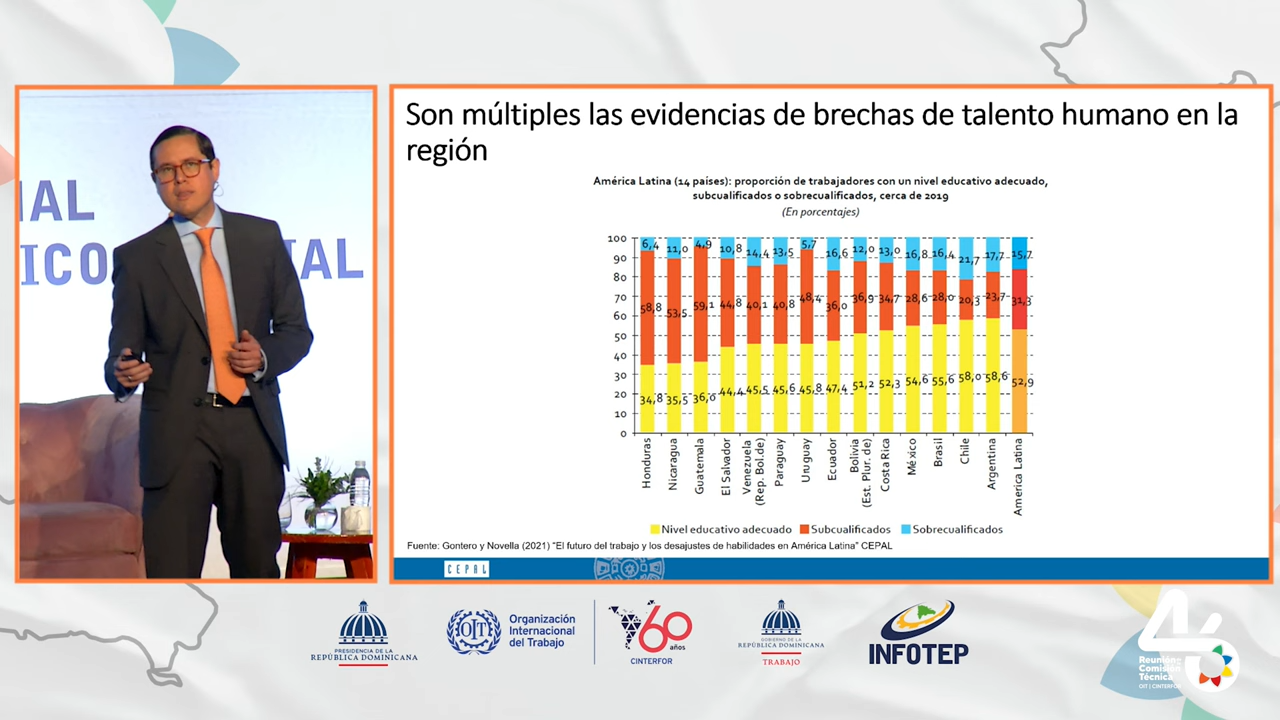 IAL
ICO
IAL
Son múltiples las evidencias de brechas de talento humano en la
región
América Latina (14 países): proporción de trabajadores con un nivel educativo adecuado,
subcualificados o sobrecualificados, cerca de 2019
(En porcentajes)
100
90
80
70
60
50
40
30
20
10
0
6,4 11,0 4,9 10,8 14,4 13,5 5,7 16,6 12,0 13,0 16,8 16,4 21,7 17,7 15,7
58,8 53,5 59,1 44,8 40,1 40,8 48,4 36,0 36,9 34,7 28,6 28,0 20,3 23,7 31,3
34,8 35,5 36,0 44,4 45,5 45,6 45,8 47,4 51,2 52,3 54,6 55,6 58,0 58,6 52,9
Honduras
Nicaragua
Guatemala
El Salvador
Venezuela
(Rep. Bol.de)
Paraguay
Uruguay
Ecuador
Bolivia
(Est. Plur. de)
Costa Rica
México
Brasil
Chile
Argentina
America Latina
Nivel educativo adecuado Subcualificados Sobrecualificados
Fuente: Gontero y Novella (2021) "El futuro del trabajo y los desajustes de habilidades en América Latina" CEPAL
CEPAL
PRESIDENCIA DE LA
REPÚBLICA DOMINICANA
OIT
Organización
Internacional
del Trabajo
60
años
CINTERFOR
GOBIERNO DE LA
REPÚBLICA DOMINICANA
TRABAJO
INFOTEP
46
Reunión
Comisión
Técnica
OIT | CINTERFOR